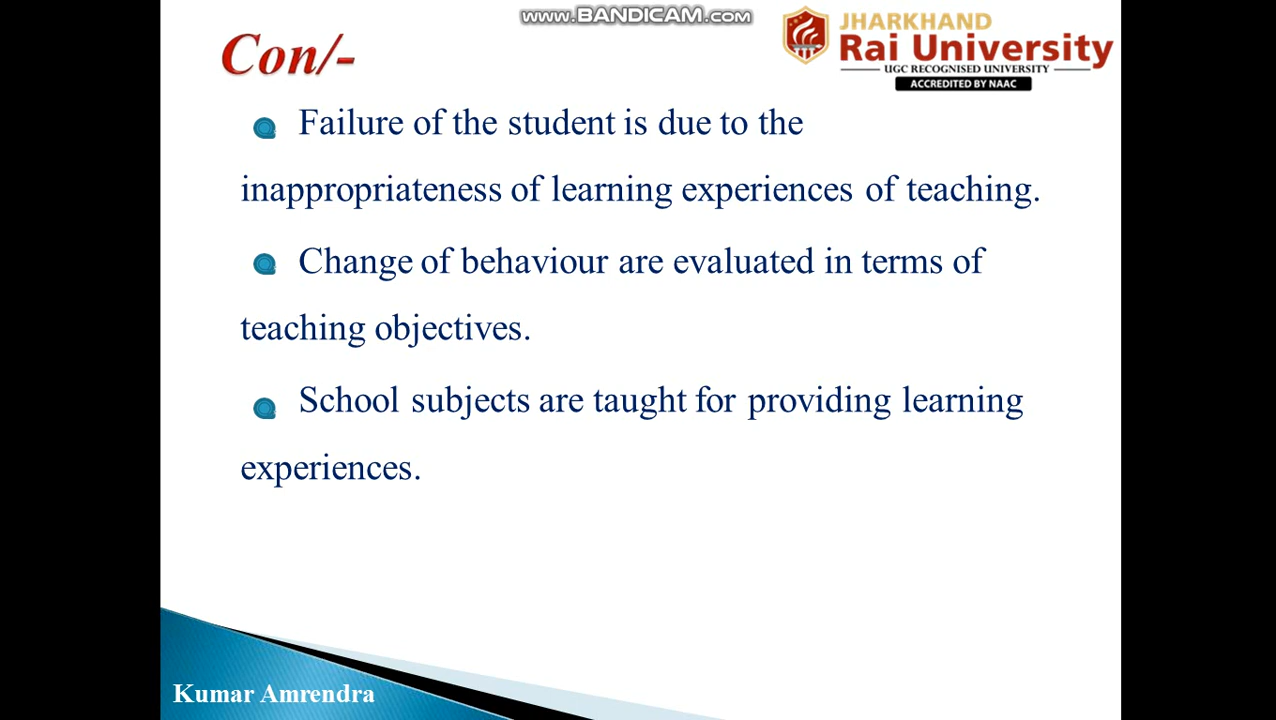 www.BANDICAM.com
Con/-
JHARKHAND
Rai University
UGC RECOGNISED UNIVERSITY
ACCREDITED BY NAAC
Failure of the student is due to the
inappropriateness of learning experiences of teaching.
Change of behaviour are evaluated in terms of
teaching objectives.
School subjects are taught for providing learning
experiences.
Kumar Amrendra